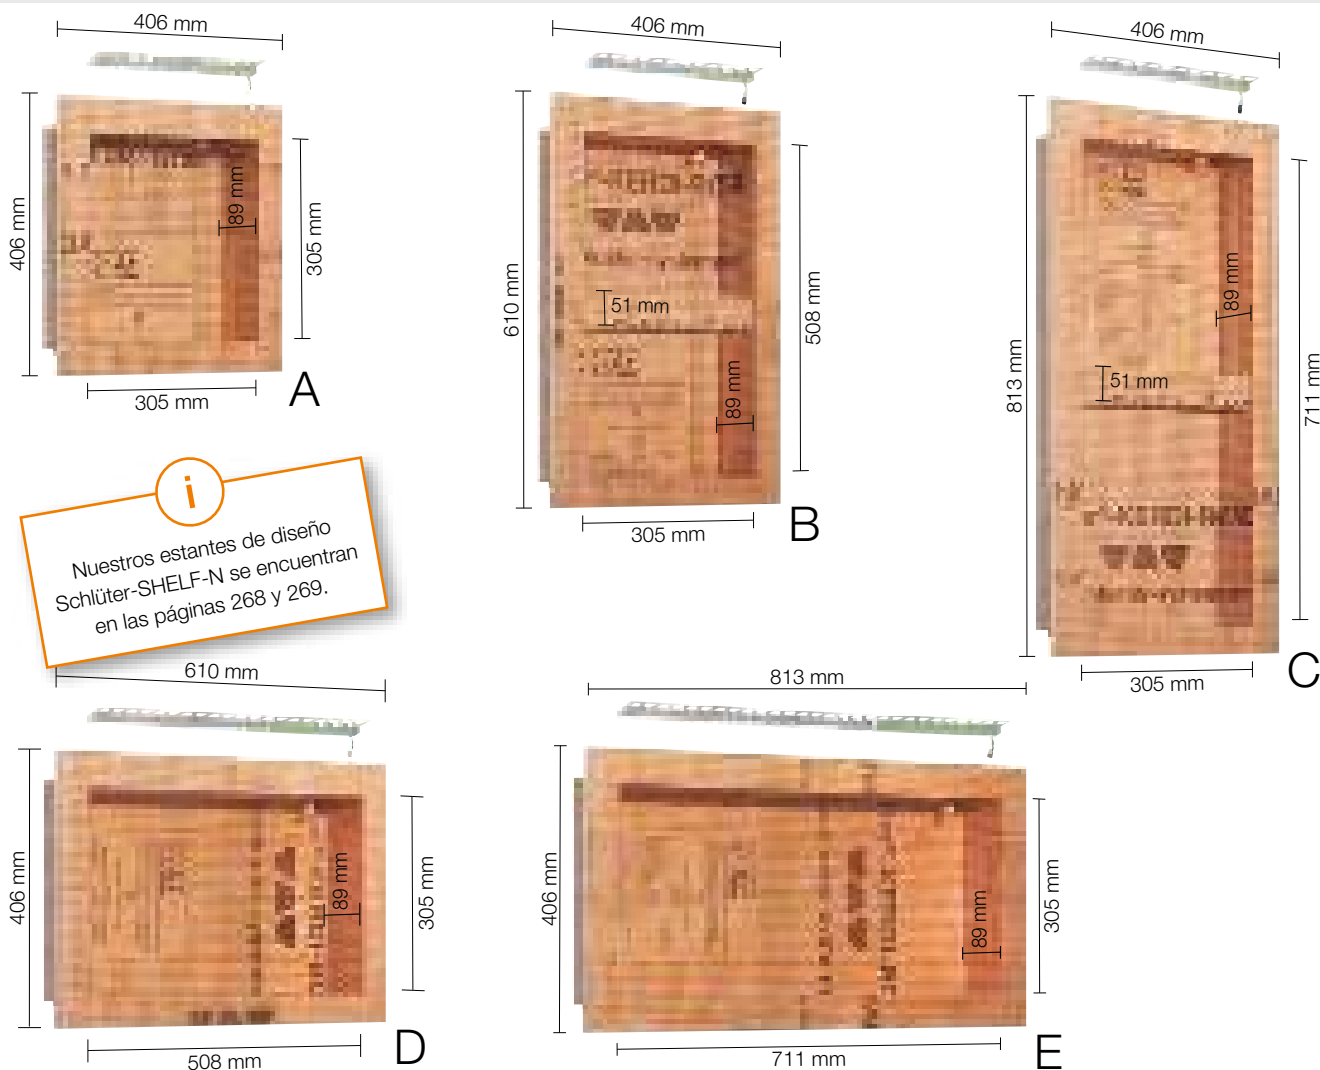 406 mm
406 mm
89 mm
305 mm
305 mm
A
406 mm
610 mm
51 mm
89 mm
508 mm
305 mm
B
406 mm
813 mm
89 mm
51 mm
711 mm
305 mm
C
i
Nuestros estantes de diseño
Schlüter-SHELF-N se encuentran
en las páginas 268 y 269.
610 mm
406 mm
89 mm
305 mm
508 mm
D
813 mm
406 mm
89 mm
305 mm
711 mm
E